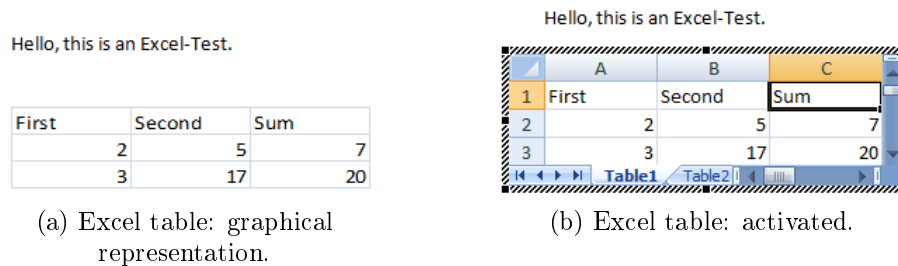 Hello, this is an Excel-Test.
First Second Sum
2 5 7
3 17 20
(a) Excel table: graphical
representation.
Hello, this is an Excel-Test.
A B C
1 First Second Sum
2 2 5 7
3 3 17 20
Table1 Table2
(b) Excel table: activated.